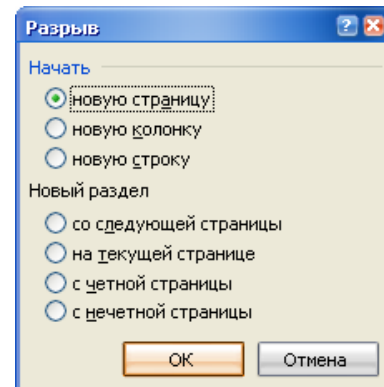 Разрыв
Начать
новую страницу
новую колонку
новую строку
Новый раздел
со следующей страницы
на текущей странице
с четной страницы
с нечетной страницы
ОК Отмена